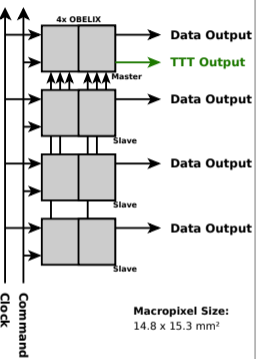 4x OBELIX
Data Output
TTT Output
Master
Data Output
Slave
Data Output
Slave
Data Output
Slave
Clock
Command
Macropixel Size:
14.8 x 15.3 mm²